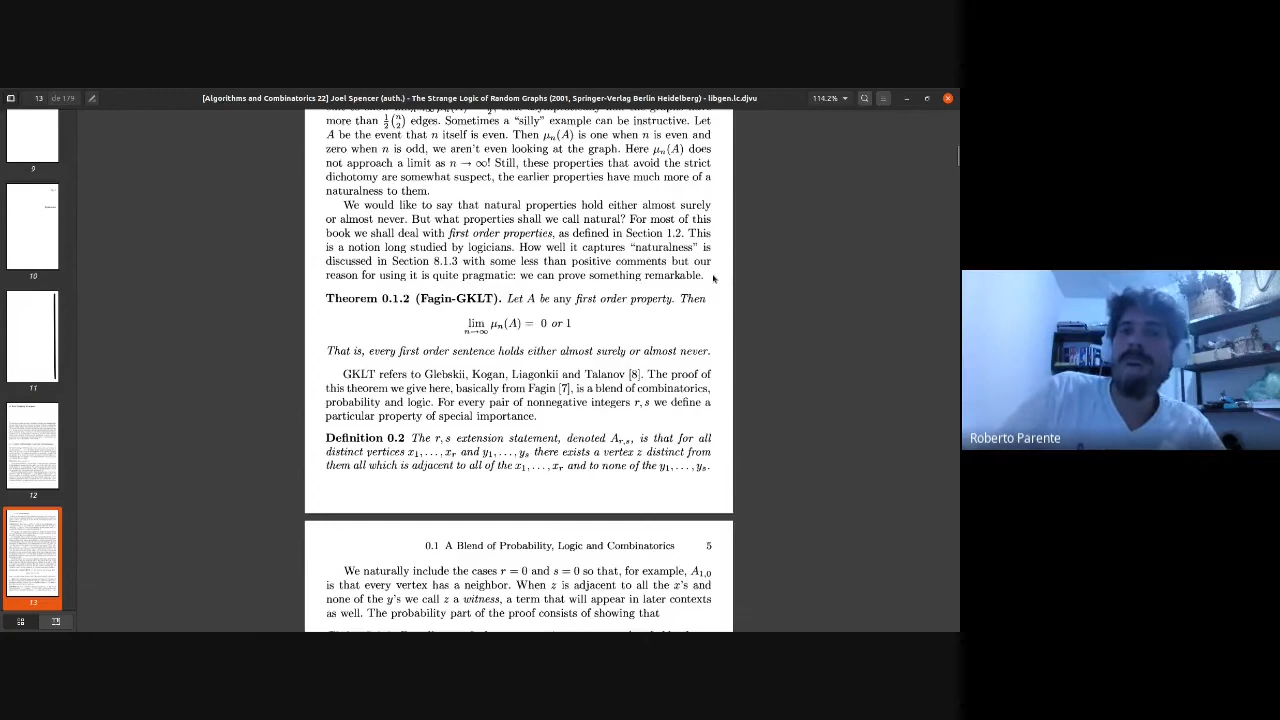 13 de 179
[Algorithms and Combinatorics 22] Joel Spencer (auth.) - The Strange Logic of Random Graphs (2001, Springer-Verlag Berlin Heidelberg) - libgen.lc.djvu
114.2%
9
10
11
12
13
more than ½(n 2) edges. Sometimes a “silly” example can be instructive. Let
A be the event that n itself is even. Then μn(A) is one when n is even and
zero when n is odd, we aren’t even looking at the graph. Here μn(A) does
not approach a limit as n → ∞! Still, these properties that avoid the strict
dichotomy are somewhat suspect, the earlier properties have much more of a
naturalness to them.
We would like to say that natural properties hold either almost surely
or almost never. But what properties shall we call natural? For most of this
book we shall deal with first order properties, as defined in Section 1.2. This
is a notion long studied by logicians. How well it captures “naturalness” is
discussed in Section 8.1.3 with some less than positive comments but our
reason for using it is quite pragmatic: we can prove something remarkable.
Theorem 0.1.2 (Fagin-GKLT). Let A be any first order property. Then
lim n→∞ μn(A) = 0 or 1
That is, every first order sentence holds either almost surely or almost never.
GKLT refers to Glebskii, Kogan, Liagonkii and Talanov [8]. The proof of
this theorem we give here, basically from Fagin [7], is a blend of combinatorics,
probability and logic. For every pair of nonnegative integers r, s we define a
particular property of special importance.
Definition 0.2 The r, s extension statement, denoted Ar,s, is that for all
distinct vertices x1, . . . , xr and y1, . . . , ys there exists a vertex z distinct from
them all which is adjacent to all of the x1, . . . , xr and to none of the y1, . . . , ys.
of Probability, Logic and Combinatorics 5
We naturally include the cases r = 0 and s = 0 so that, for example, A1,0
is that every vertex has a neighbor. When z is adjacent to all the x’s and
none of the y’s we call z a witness, a term that will appear in later contexts
as well. The probability part of the proof consists of showing that
Roberto Parente